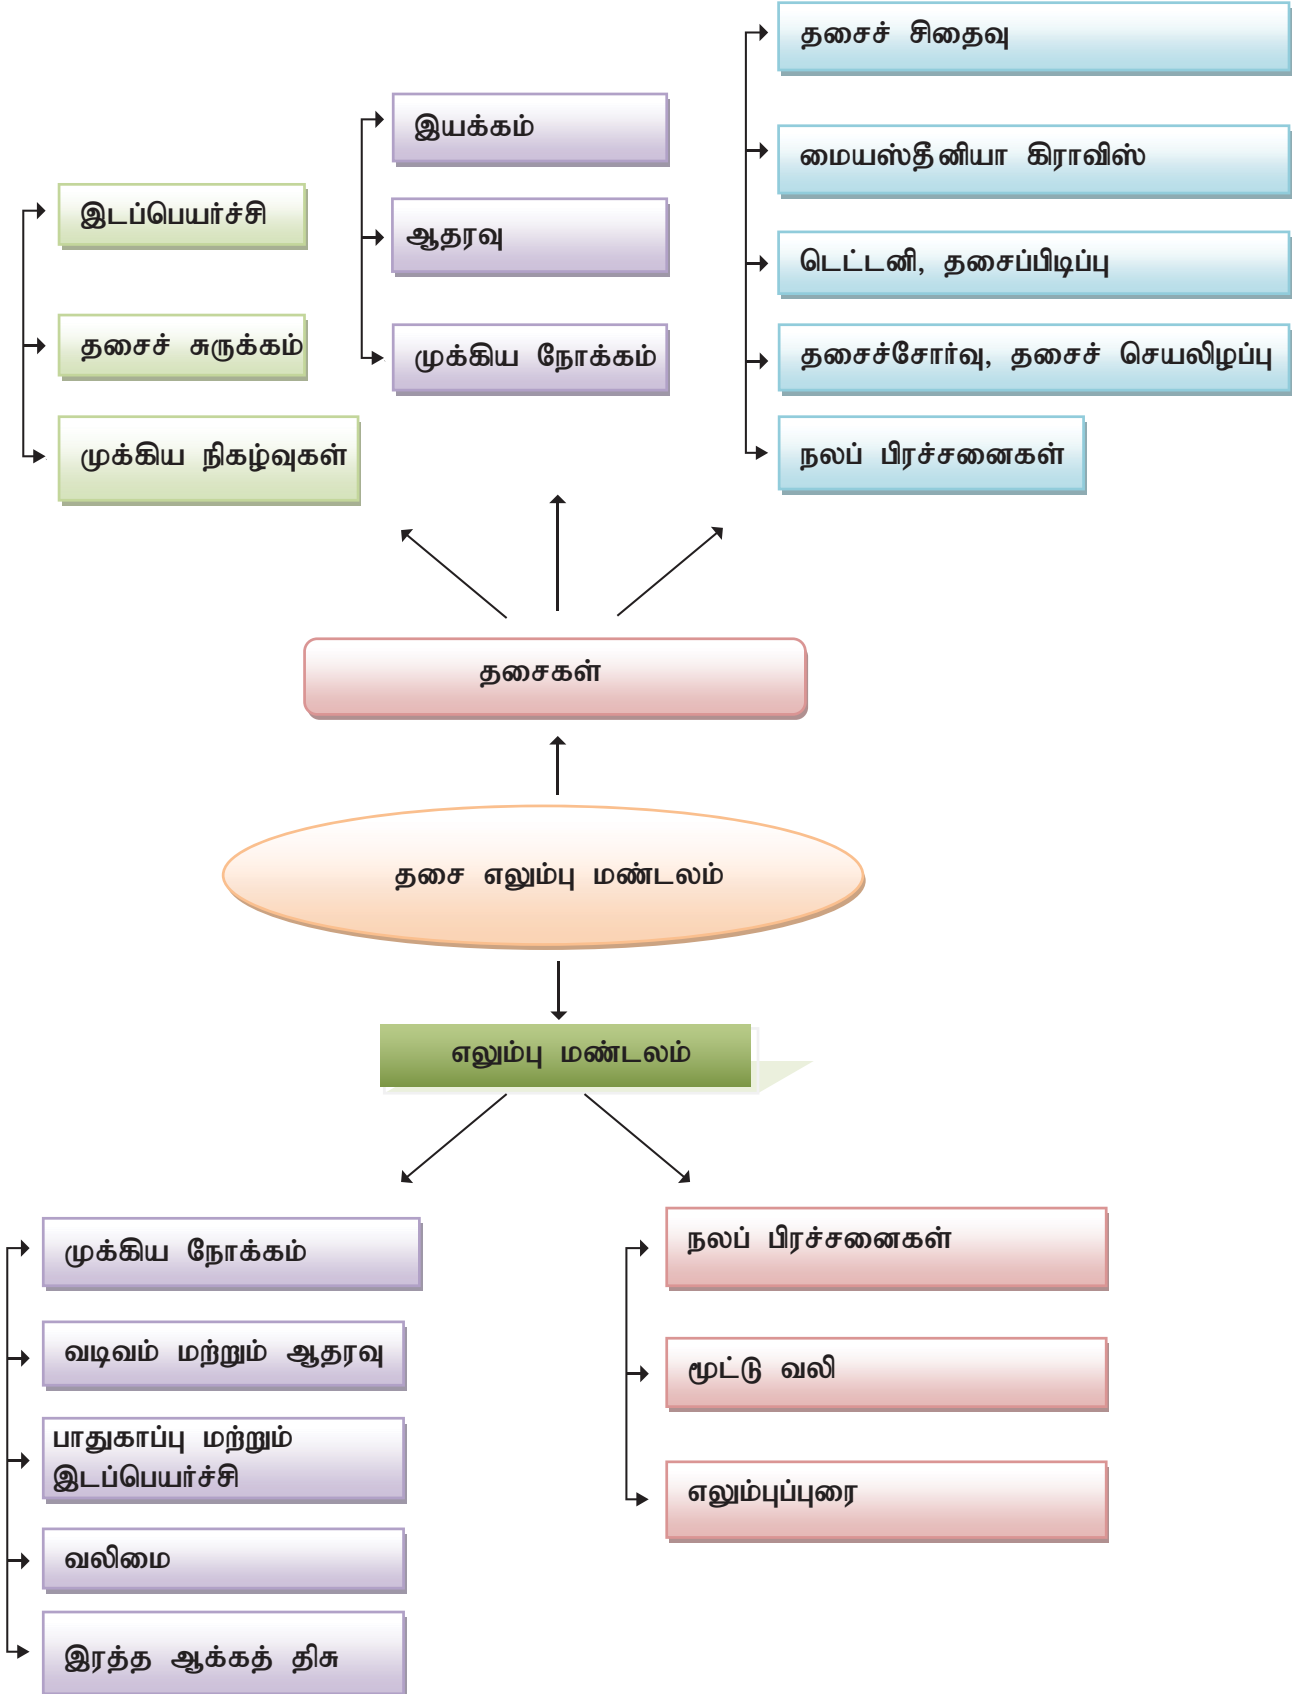 தசைச் சிதைவு
மையஸ்தீனியா கிராவிஸ்
டெட்டனி, தசைப்பிடிப்பு
தசைச்சோர்வு, தசைச் செயலிழப்பு
நலப் பிரச்சனைகள்
இயக்கம்
ஆதரவு
முக்கிய நோக்கம்
இடப்பெயர்ச்சி
தசைச் சுருக்கம்
முக்கிய நிகழ்வுகள்
தசைகள்
தசை எலும்பு மண்டலம்
எலும்பு மண்டலம்
முக்கிய நோக்கம்
வடிவம் மற்றும் ஆதரவு
பாதுகாப்பு மற்றும்
இடப்பெயர்ச்சி
வலிமை
இரத்த ஆக்கத் திசு
நலப் பிரச்சனைகள்
மூட்டு வலி
எலும்புப்புரை